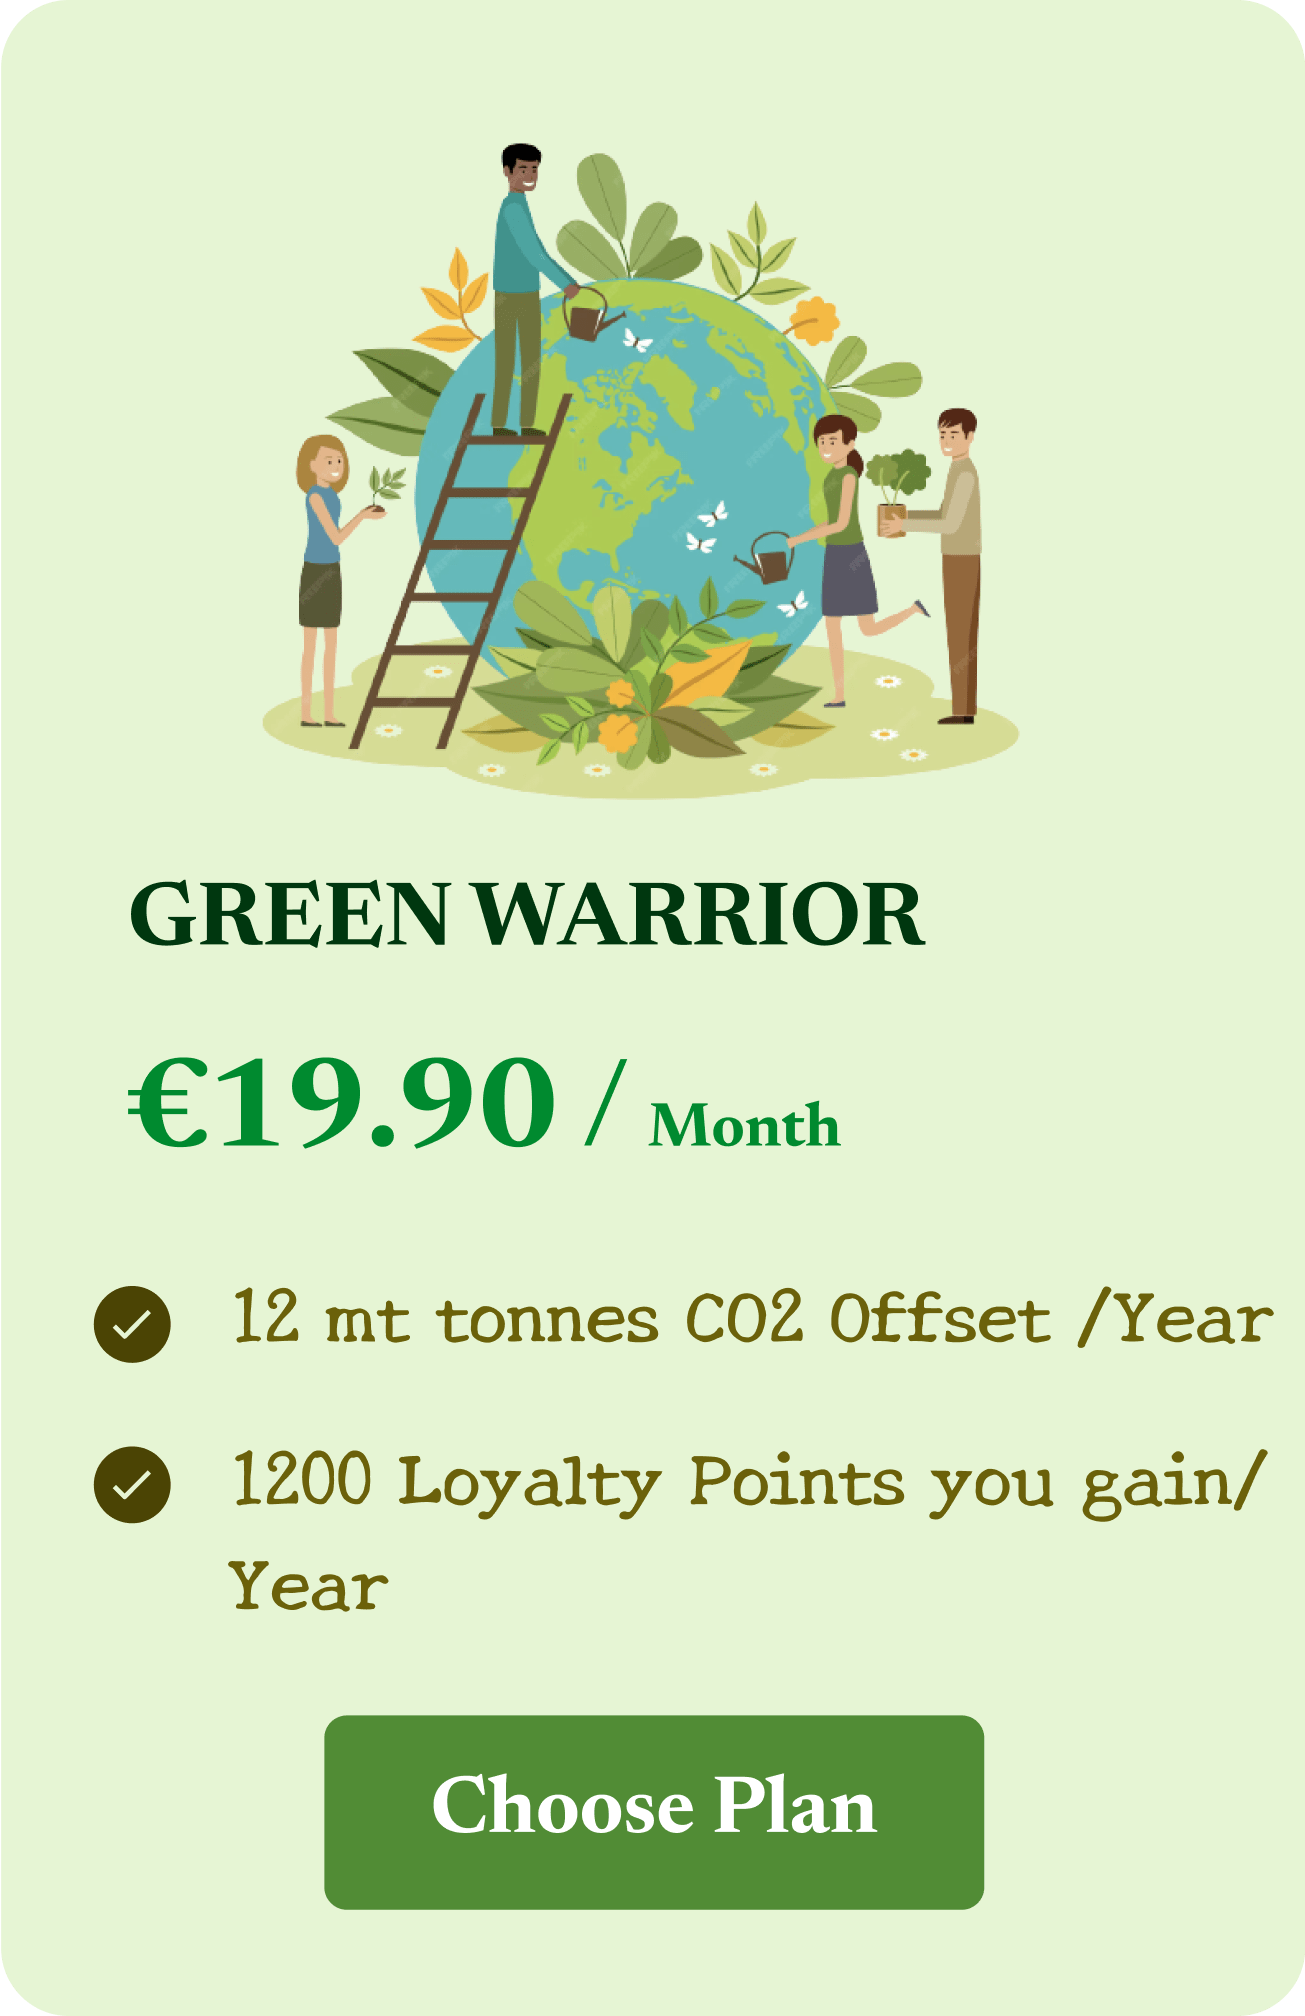 GREEN WARRIOR
€19.90 / Month
12 mt tonnes CO2 Offset /Year
1200 Loyalty Points you gain/
Year
Choose Plan